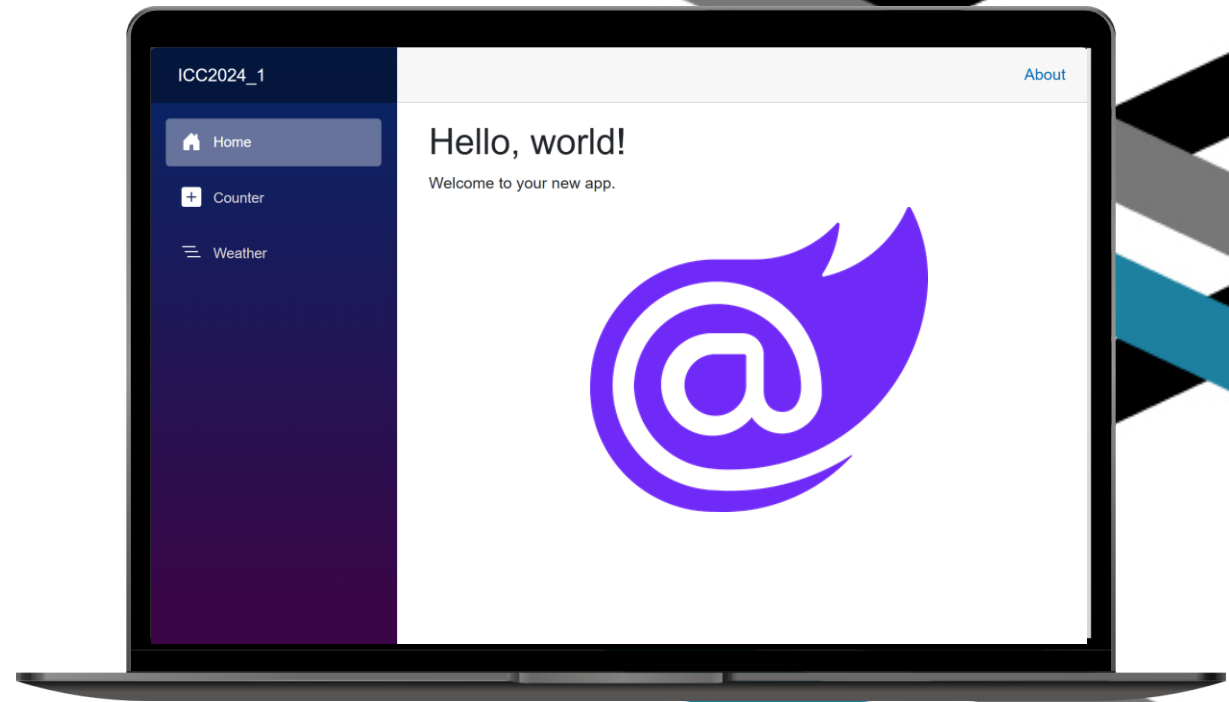 ICC2024_1
About
Home
Counter
Weather
Hello, world!
Welcome to your new app.
@